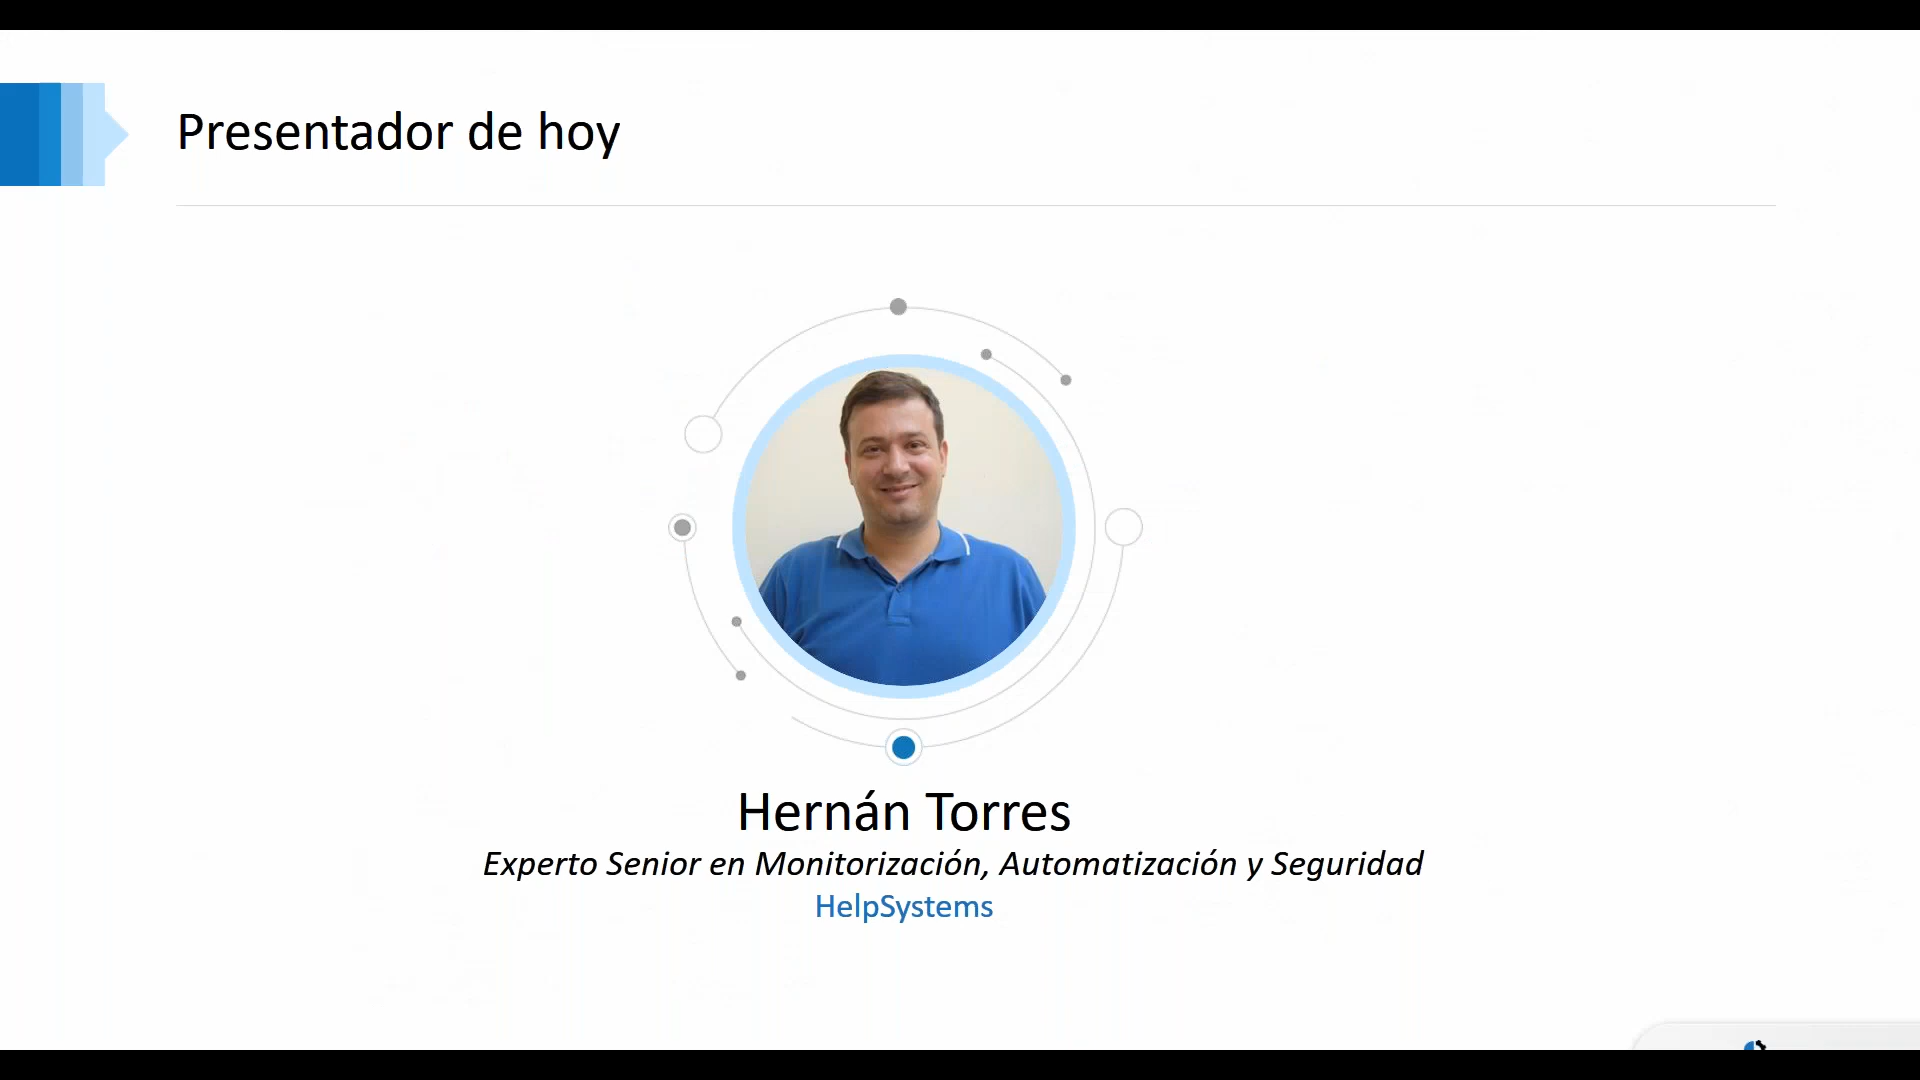 Presentador de hoy
Hernán Torres
Experto Senior en Monitorización, Automatización y Seguridad
HelpSystems